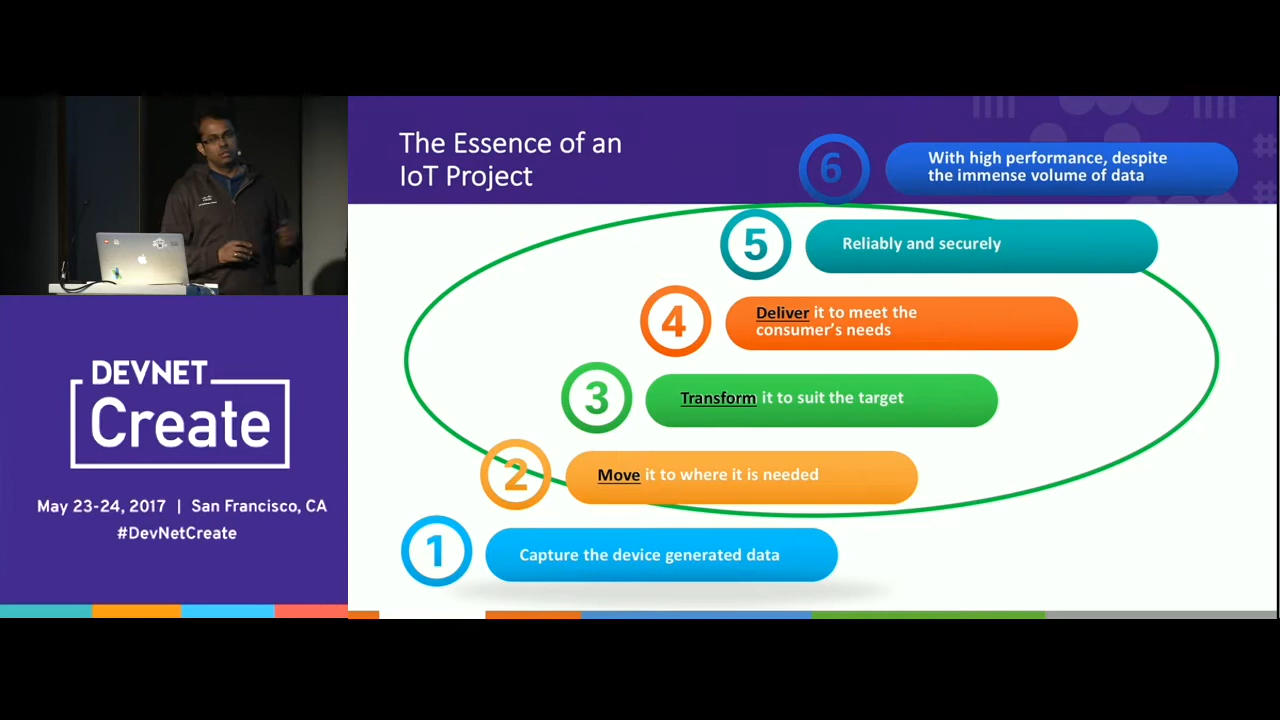 The Essence of an
IoT Project
6
With high performance, despite
the immense volume of data
5
Reliably and securely
4
Deliver it to meet the
consumer's needs
3
Transform it to suit the target
2
Move it to where it is needed
1
Capture the device generated data
DEVNET
Create
May 23-24, 2017 | San Francisco, CA
#DevNetCreate